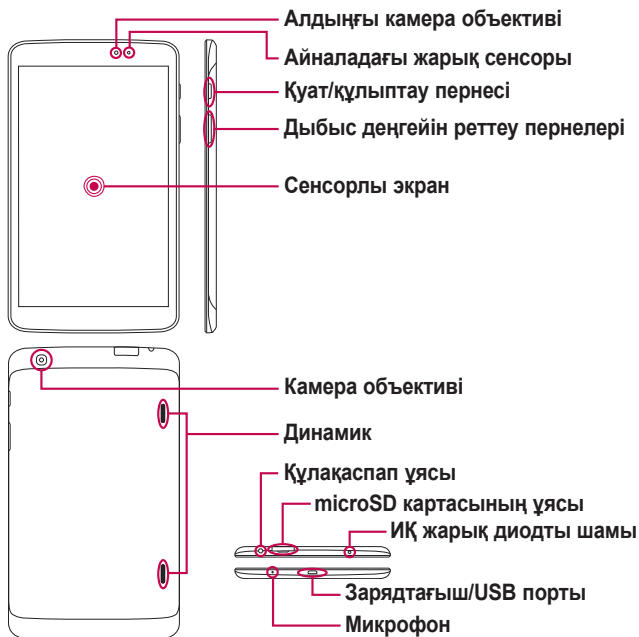 Алдыңғы камера объективі
Айналадағы жарық сенсоры
Қуат/құлыптау пернесі
Дыбыс деңгейін реттеу пернелері
Сенсорлы экран
Камера объективі
Динамик
Құлақаспап ұясы
microSD картасының ұясы
ИҚ жарық диодты шамы
Зарядтағыш/USB порты
Микрофон